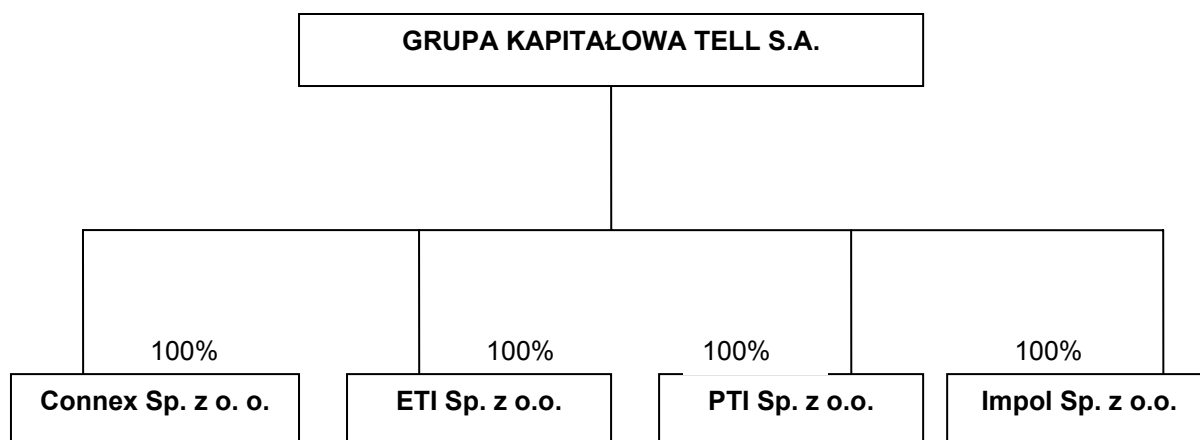 GRUPA KAPITAŁOWA TELL S.A.
100% 100% 100% 100%
Connex Sp. z o. o. ETI Sp. z o.o. PTI Sp. z o.o. Impol Sp. z o.o.